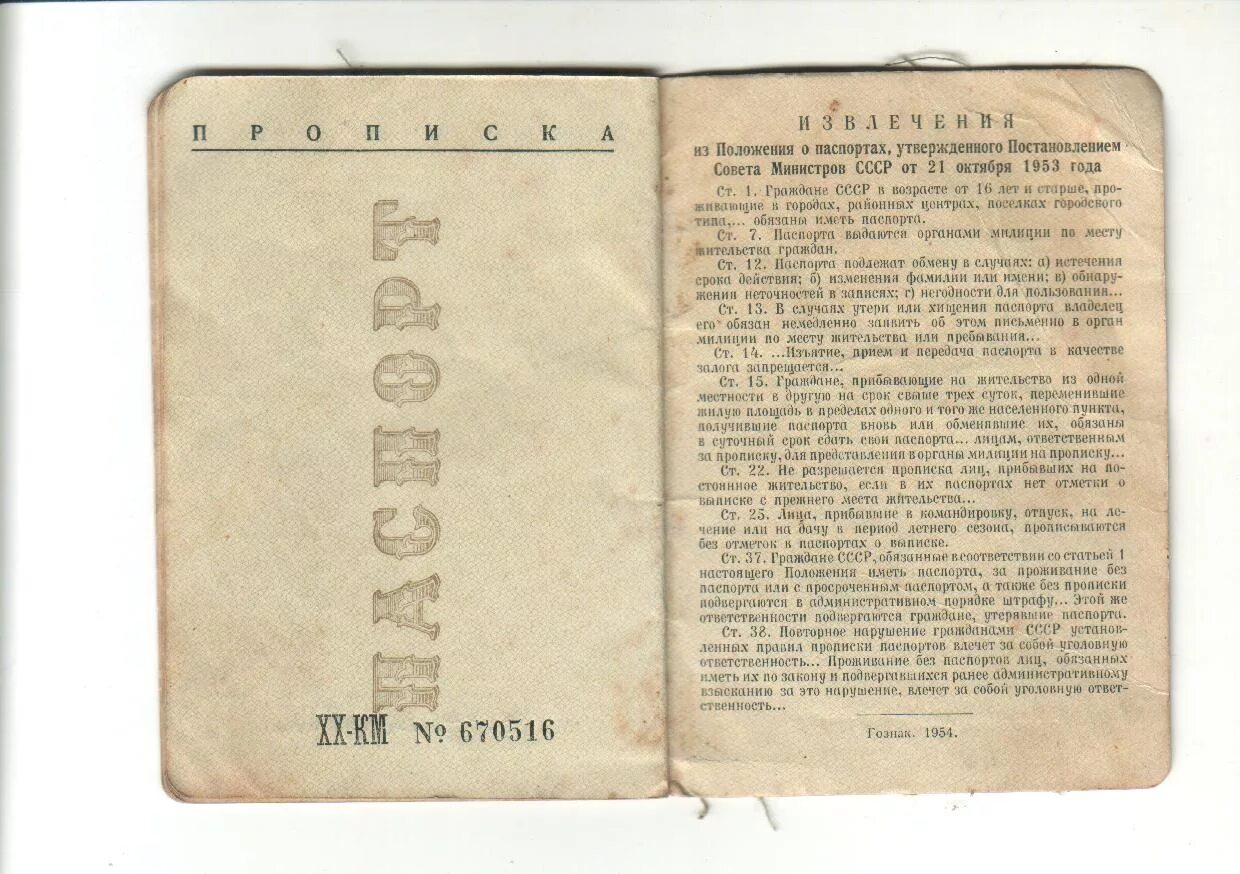 ПРОПИСКА
ПАСПОРТ
XX-КМ № 670516
ИЗВЛЕЧЕНИЯ
из Положения о паспортах, утвержденного Постановлением
Совета Министров СССР от 21 октября 1953 года
Ст. 1. Граждане СССР в возрасте от 16 лет и старше, про-
живающие в городах, районных центрах, поселках городского
типа,... обязаны иметь паспорта.
Ст. 7. Паспорта выдаются органами милиции по месту
жительства граждан.
Ст. 12. Паспорта подлежат обмену в случаях: а) истечения
срока действия; б) изменения фамилии или имени; в) обнару-
жения неточностей в записях; г) негодности для пользования...
Ст. 13. В случаях утери или хищения паспорта владелец
его обязан немедленно заявить об этом письменно в орган
милиции по месту жительства или пребывания...
Ст. 14. ...Изъятие, прием и передача паспорта в качестве
залога запрещается...
Ст. 15. Граждане, прибывающие на жительство из одной
местности в другую на срок свыше трех суток, переменившие
жилую площадь в пределах одного и того же населенного пункта,
получившие паспорта вновь или обменявшие их, обязаны
в суточный срок сдать свои паспорта... лицам, ответственным
за прописку, для представления в органы милиции на прописку...
Ст. 22. Не разрешается прописка лиц, прибывших на по-
стоянное жительство, если в их паспортах нет отметки о
выписке с прежнего места жительства...
Ст. 25. Лица, прибывшие в командировку, отпуск, на ле-
чение или на дачу в период летнего сезона, прописываются
без отметок в паспортах о выписке.
Ст. 37. Граждане СССР, обязанные в соответствии со статьей 1
настоящего Положения иметь паспорта, за проживание без
паспорта или с просроченным паспортом, а также без прописки
подвергаются в административном порядке штрафу... Этой же
ответственности подвергаются граждане, утерявшие паспорта.
Ст. 38. Повторное нарушение гражданами СССР установ-
ленных правил прописки паспортов влечет за собой уголовную
ответственность... Проживание без паспортов лиц, обязанных
иметь их по закону и подвергавшихся ранее административному
взысканию за это нарушение, влечет за собой уголовную ответ-
ственность...
Гознак. 1954.